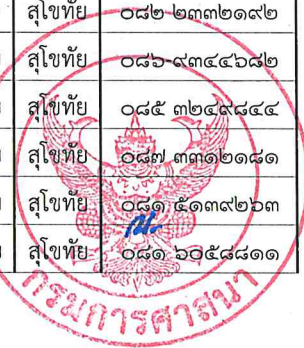 สุโขทัย ๐๘๒ ๒๓๓๒๑๙๒
สุโขทัย ๐๘๖-๙๓๔๔๖๘๒
สุโขทัย ๐๘๕ ๓๒๔๙๘๔๔
สุโขทัย ๐๘๗ ๓๓๑๒๑๘๑
สุโขทัย ๐๘๑ ๕๑๓๙๒๖๓
สุโขทัย ๐๘๑ ๖๐๕๘๘๑๑
กรมการศาสนา